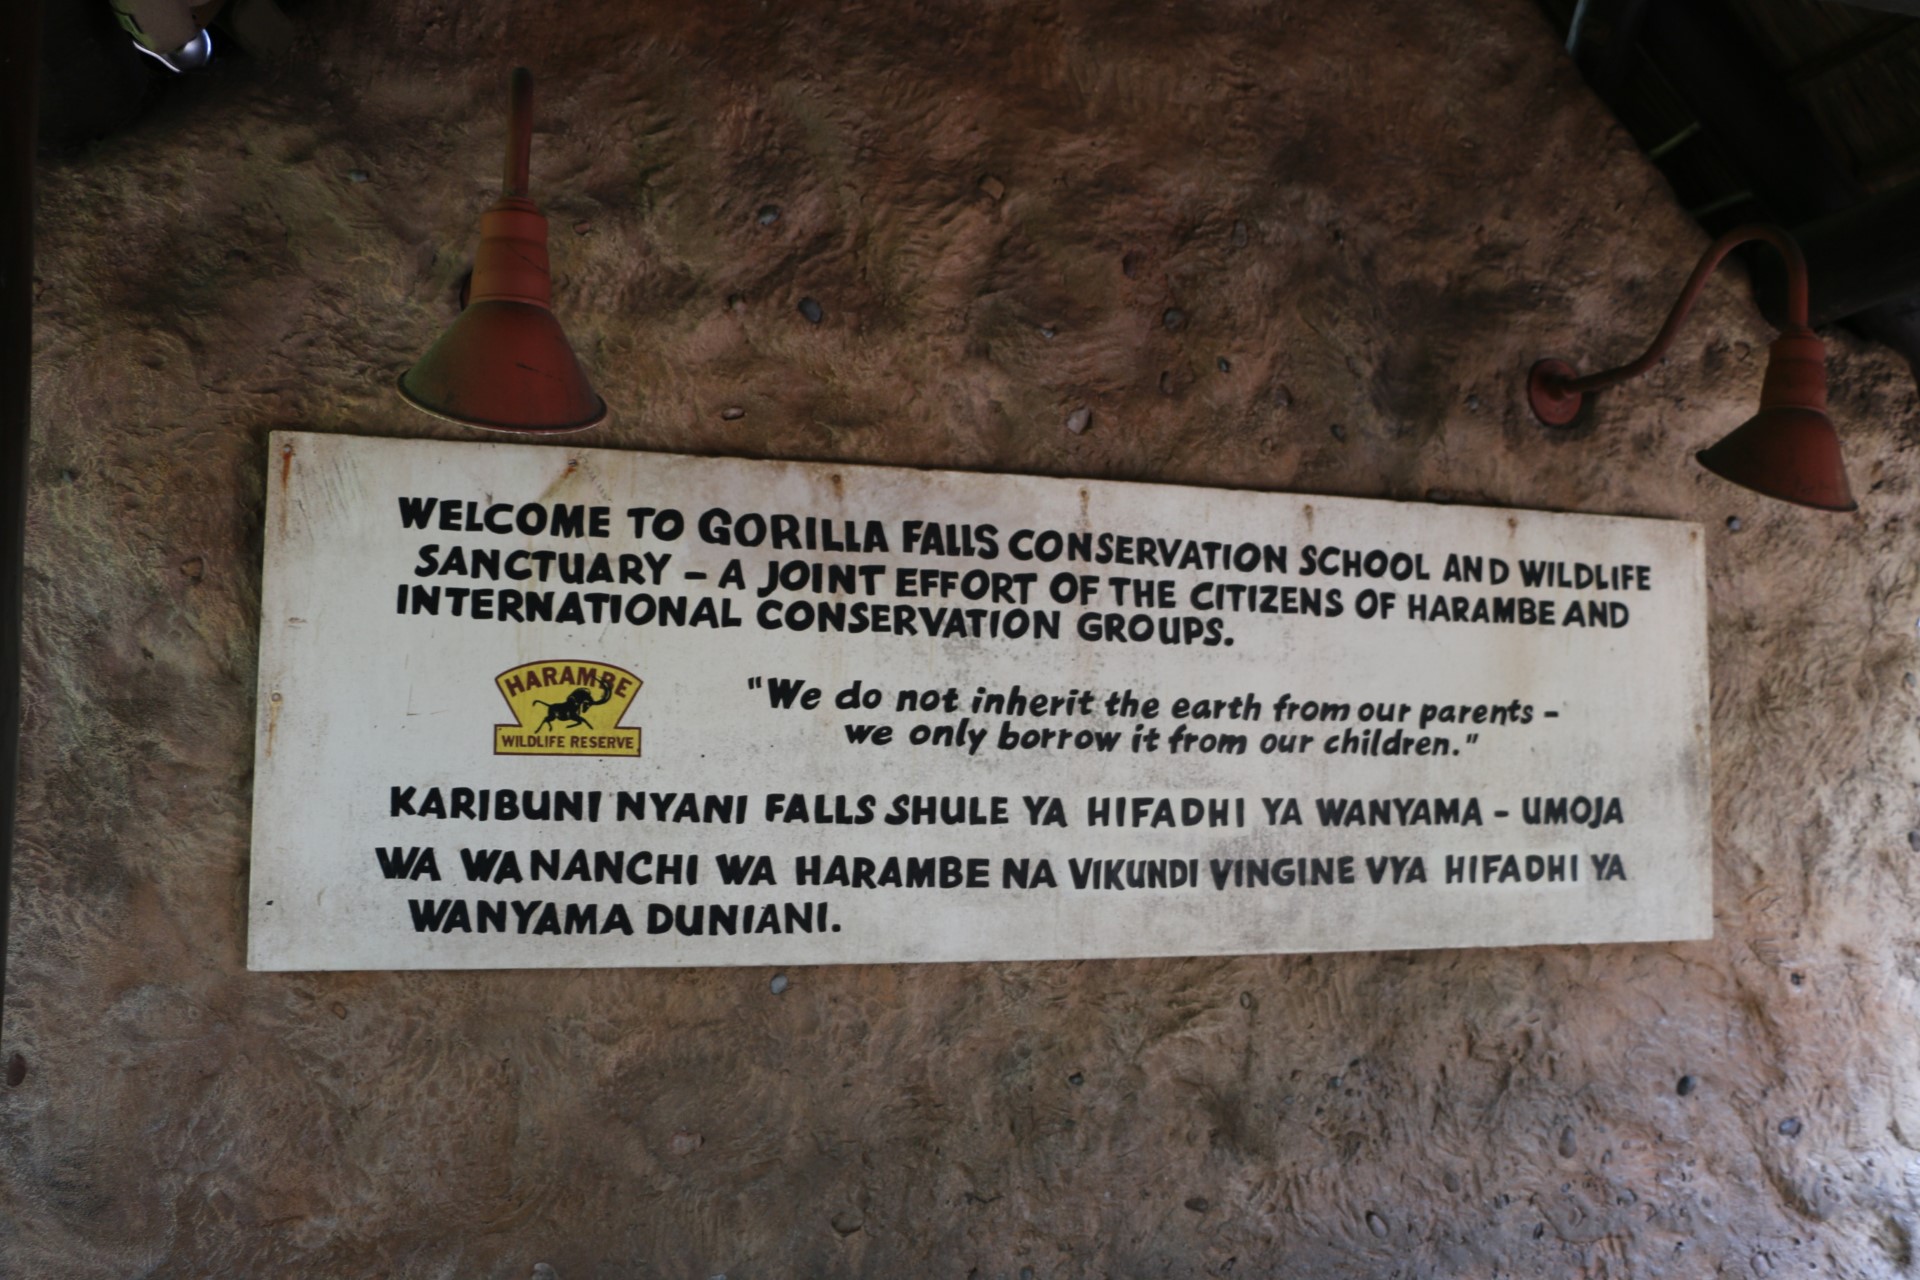 WELCOME TO GORILLA FALLS CONSERVATION SCHOOL AND WILDLIFE
SANCTUARY – A JOINT EFFORT OF THE CITIZENS OF HARAMBE AND
INTERNATIONAL CONSERVATION GROUPS.
HARAMBE
WILDLIFE RESERVE
"We do not inherit the earth from our parents –
we only borrow it from our children."
KARIBUNI NYANI FALLS SHULE YA HIFADHI YA WANYAMA – UMOJA
WA WANANCHI WA HARAMBE NA VIKUNDI VINGINE VYA HIFADHI YA
WANYAMA DUNIANI.